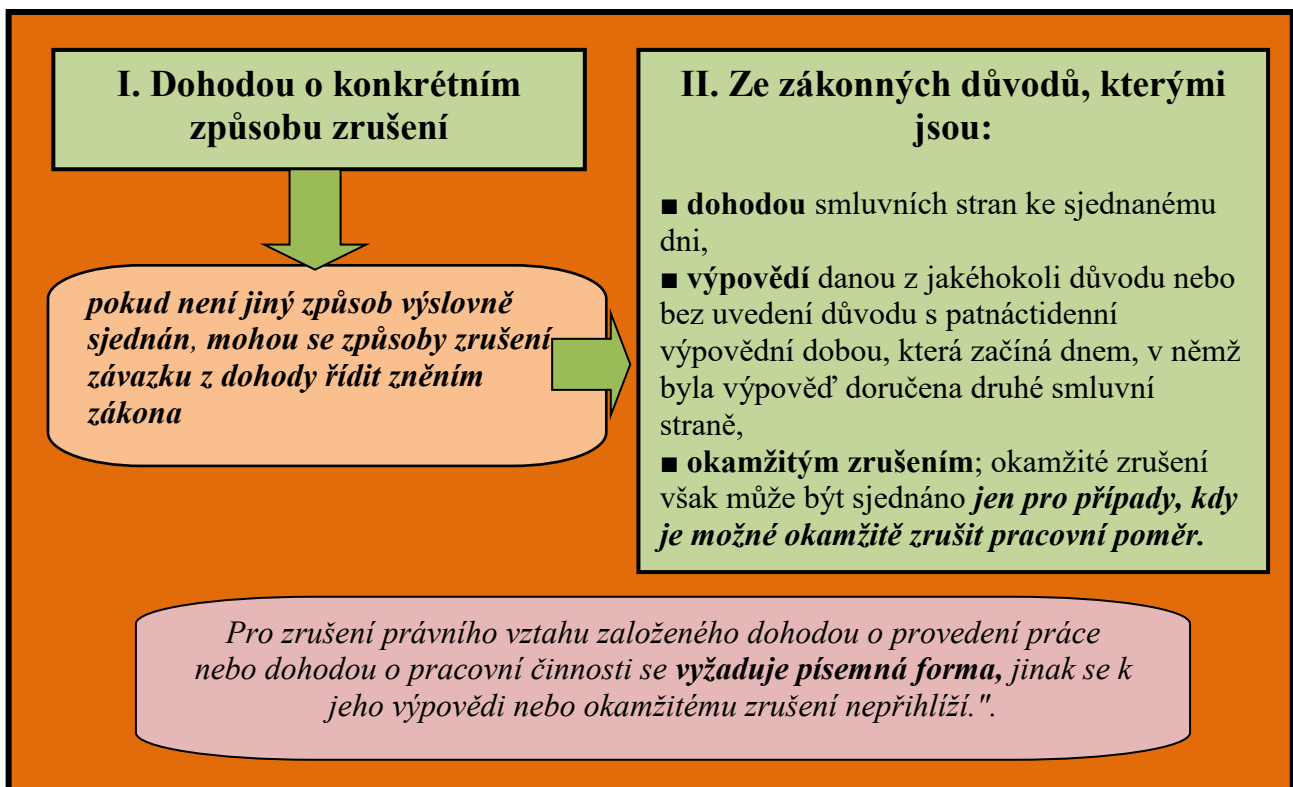 I. Dohodou o konkrétním
způsobu zrušení
pokud není jiný způsob výslovně
sjednán, mohou se způsoby zrušení
závazku z dohody řídit zněním
zákona
II. Ze zákonných důvodů, kterými
jsou:
■ dohodou smluvních stran ke sjednanému
dni,
■ výpovědí danou z jakéhokoli důvodu nebo
bez uvedení důvodu s patnáctidenní
výpovědní dobou, která začíná dnem, v němž
byla výpověď doručena druhé smluvní
straně,
■ okamžitým zrušením; okamžité zrušení
však může být sjednáno jen pro případy, kdy
je možné okamžitě zrušit pracovní poměr.
Pro zrušení právního vztahu založeného dohodou o provedení práce
nebo dohodou o pracovní činnosti se vyžaduje písemná forma, jinak se k
jeho výpovědi nebo okamžitému zrušení nepřihlíží.".